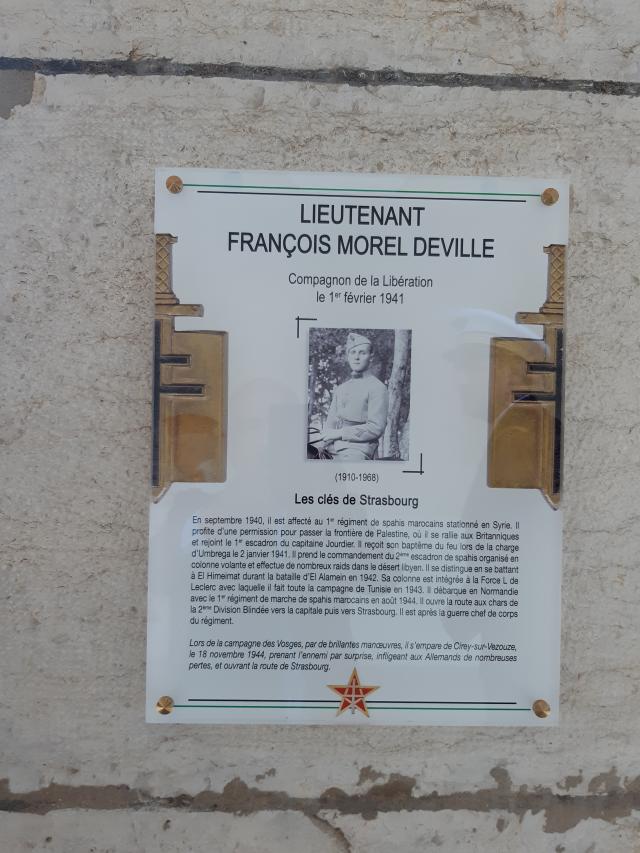 LIEUTENANT
FRANÇOIS MOREL DEVILLE
Compagnon de la Libération
le 1er février 1941
(1910-1968)
Les clés de Strasbourg
En septembre 1940, il est affecté au 1er régiment de spahis marocains stationné en Syrie. Il
profite d'une permission pour passer la frontière de Palestine, où il se rallie aux Britanniques
et rejoint le 1er escadron du capitaine Jourdier. Il reçoit son baptême du feu lors de la charge
d'Umbrega le 2 janvier 1941. Il prend le commandement du 2ème escadron de spahis organisé en
colonne volante et effectue de nombreux raids dans le désert libyen. Il se distingue en se battant
à El Himeimat durant la bataille d'El Alamein en 1942. Sa colonne est intégrée à la Force L de
Leclerc avec laquelle il fait toute la campagne de Tunisie en 1943. Il débarque en Normandie
avec le 1er régiment de marche de spahis marocains en août 1944. Il ouvre la route aux chars de
la 2ème Division Blindée vers la capitale puis vers Strasbourg. Il est après la guerre chef de corps
du régiment.
Lors de la campagne des Vosges, par de brillantes manœuvres, il s'empare de Cirey-sur-Vezouze,
le 18 novembre 1944, prenant l'ennemi par surprise, infligeant aux Allemands de nombreuses
pertes, et ouvrant la route de Strasbourg.